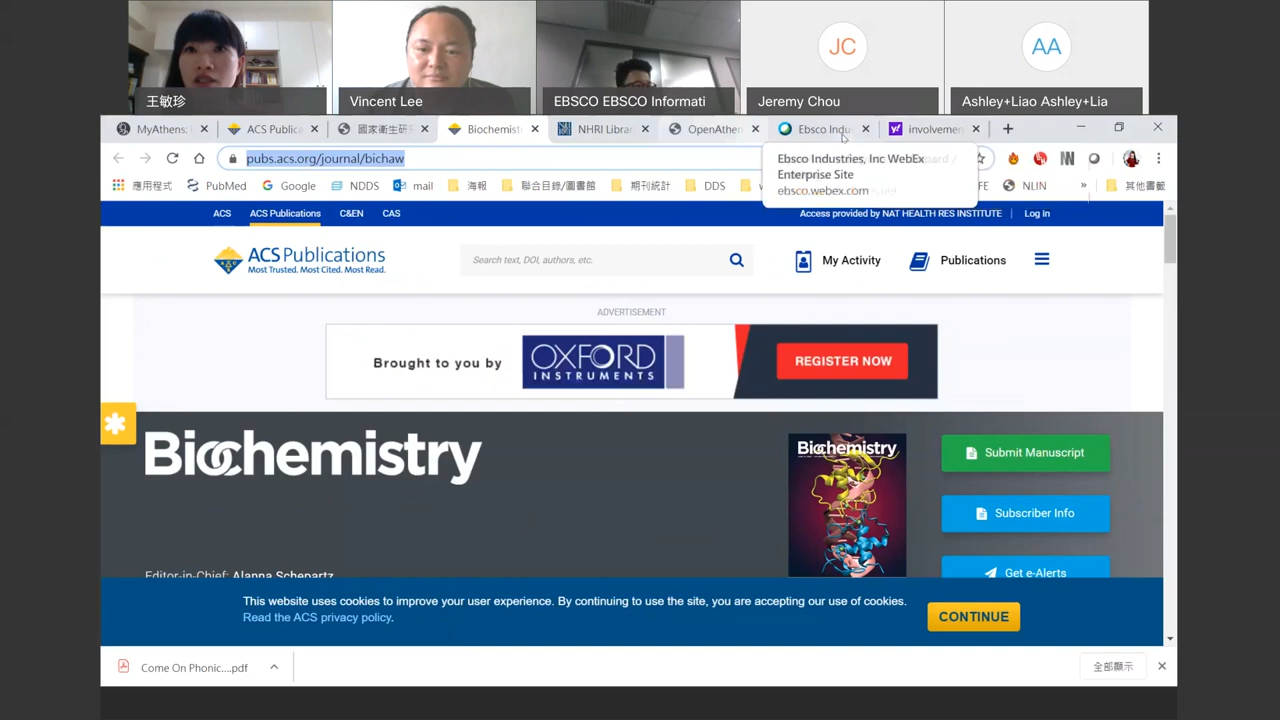 王敏珍
Vincent Lee
EBSCO EBSCO Informati
JC
Jeremy Chou
AA
Ashley+Liao Ashley+Lia
MyAthens:
ACS Publica
國家衛生研
Biochemist
NHRI Librar
OpenAthen
Ebsco Indus
involvemen
pubs.acs.org/journal/bichaw
Ebsco Industries, Inc WebEx
Enterprise Site
ebsco.webex.com
應用程式
PubMed
Google
NDDS
mail
海報
聯合目錄/圖書館
期刊統計
DDS
NLIN
其他書籤
ACS
ACS Publications
C&EN
CAS
Access provided by NAT HEALTH RES INSTITUTE
Log In
ACS Publications
Most Trusted. Most Cited. Most Read.
Search text, DOI, authors, etc.
My Activity
Publications
ADVERTISEMENT
Brought to you by
OXFORD
INSTRUMENTS
REGISTER NOW
Biochemistry
Biochemistry
Submit Manuscript
Subscriber Info
Get e-Alerts
Editor-in-Chief: Alanna Schepartz
This website uses cookies to improve your user experience. By continuing to use the site, you are accepting our use of cookies.
Read the ACS privacy policy.
CONTINUE
Come On Phonic....pdf
全部顯示